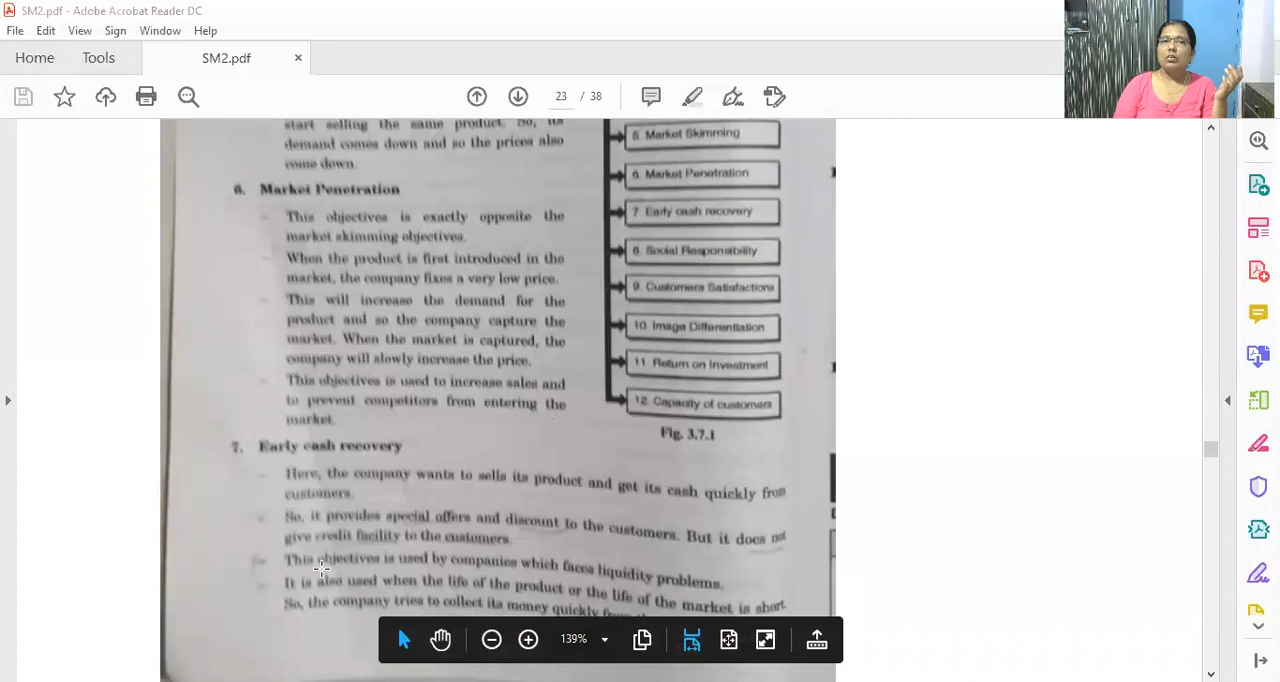 SM2.pdf - Adobe Acrobat Reader DC
File Edit View Sign Window Help
Home Tools SM2.pdf ×
23 / 38
start selling the same product. So, its
demand comes down and so the prices also
come down.
6. Market Penetration
- This objectives is exactly opposite the
market skimming objectives.
- When the product is first introduced in the
market, the company fixes a very low price.
- This will increase the demand for the
product and so the company capture the
market. When the market is captured, the
company will slowly increase the price.
- This objectives is used to increase sales and
to prevent competitors from entering the
market.
5. Market Skimming
6. Market Penetration
7. Early cash recovery
8. Social Responsibility
9. Customers Satisfactions
10. Image Differentiation
11. Return on Investment
12. Capacity of customers
Fig. 3.7.1
7. Early cash recovery
- Here, the company wants to sells its product and get its cash quickly from
customers.
- So, it provides special offers and discount to the customers. But it does not
give credit facility to the customers.
- This objectives is used by companies which faces liquidity problems.
- It is also used when the life of the product or the life of the market is short.
So, the company tries to collect its money quickly
139%